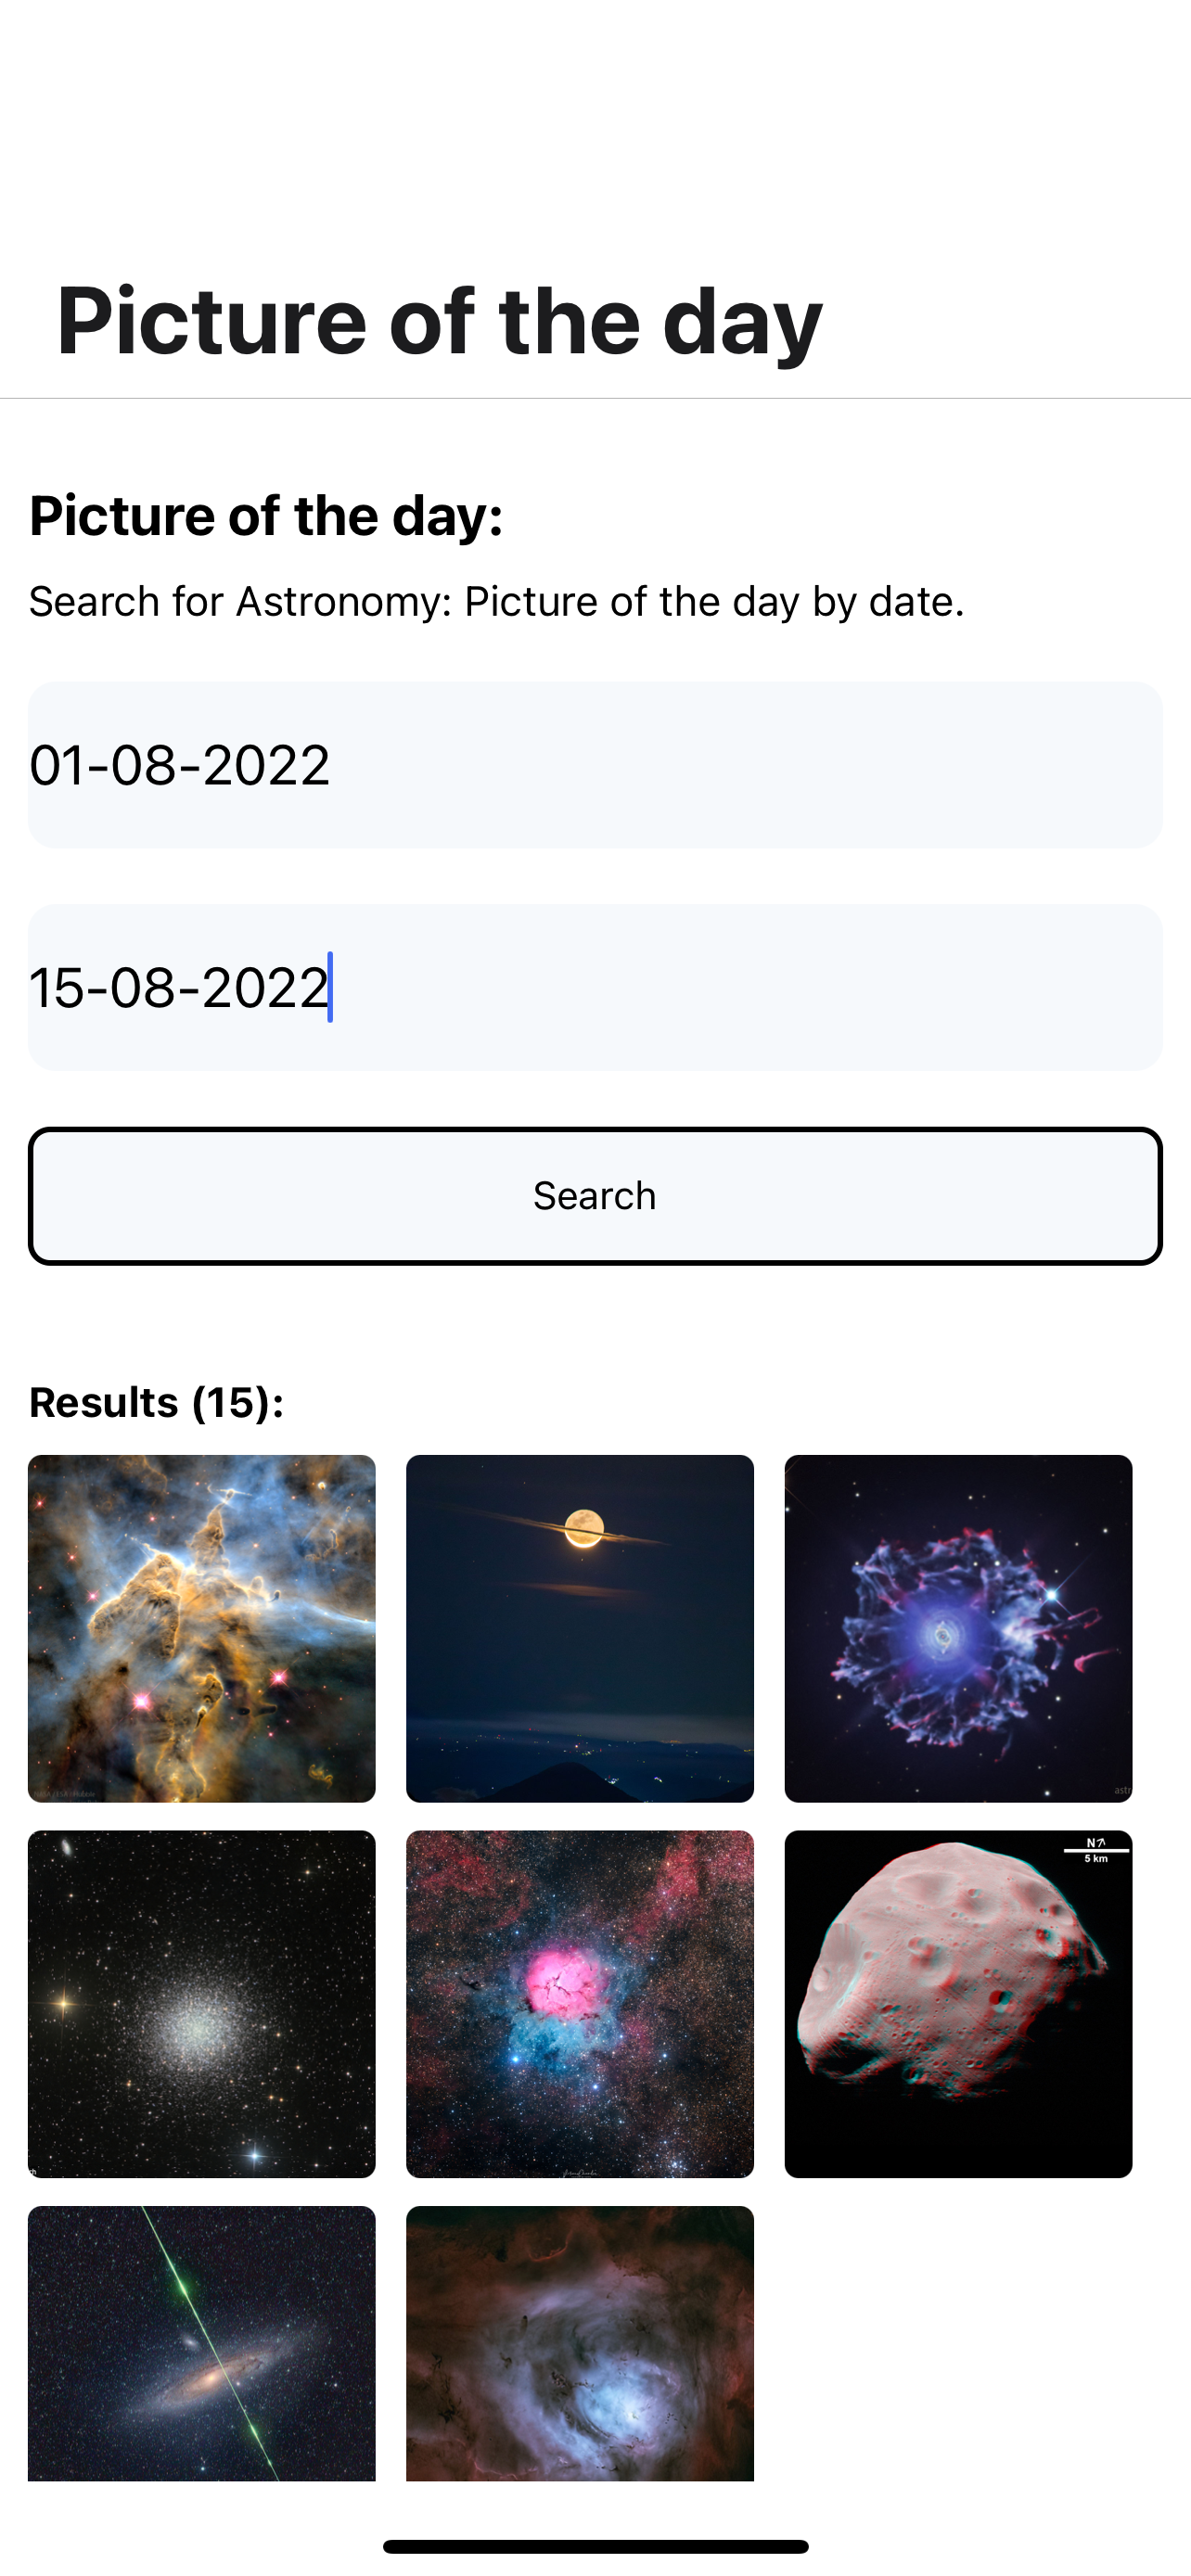 Picture of the day
Picture of the day:
Search for Astronomy: Picture of the day by date.
01-08-2022
15-08-2022
Search
Results (15):
N
5 km